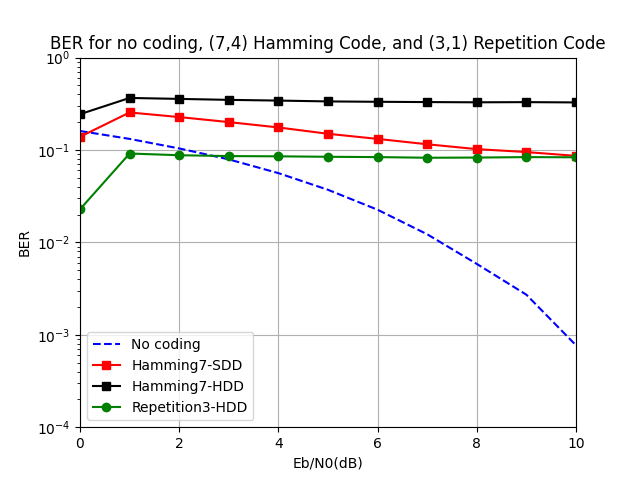 BER for no coding, (7,4) Hamming Code, and (3,1) Repetition Code
10⁰
10⁻¹
10⁻²
10⁻³
10⁻⁴
BER
No coding
Hamming7-SDD
Hamming7-HDD
Repetition3-HDD
0 2 4 6 8 10
Eb/N0(dB)